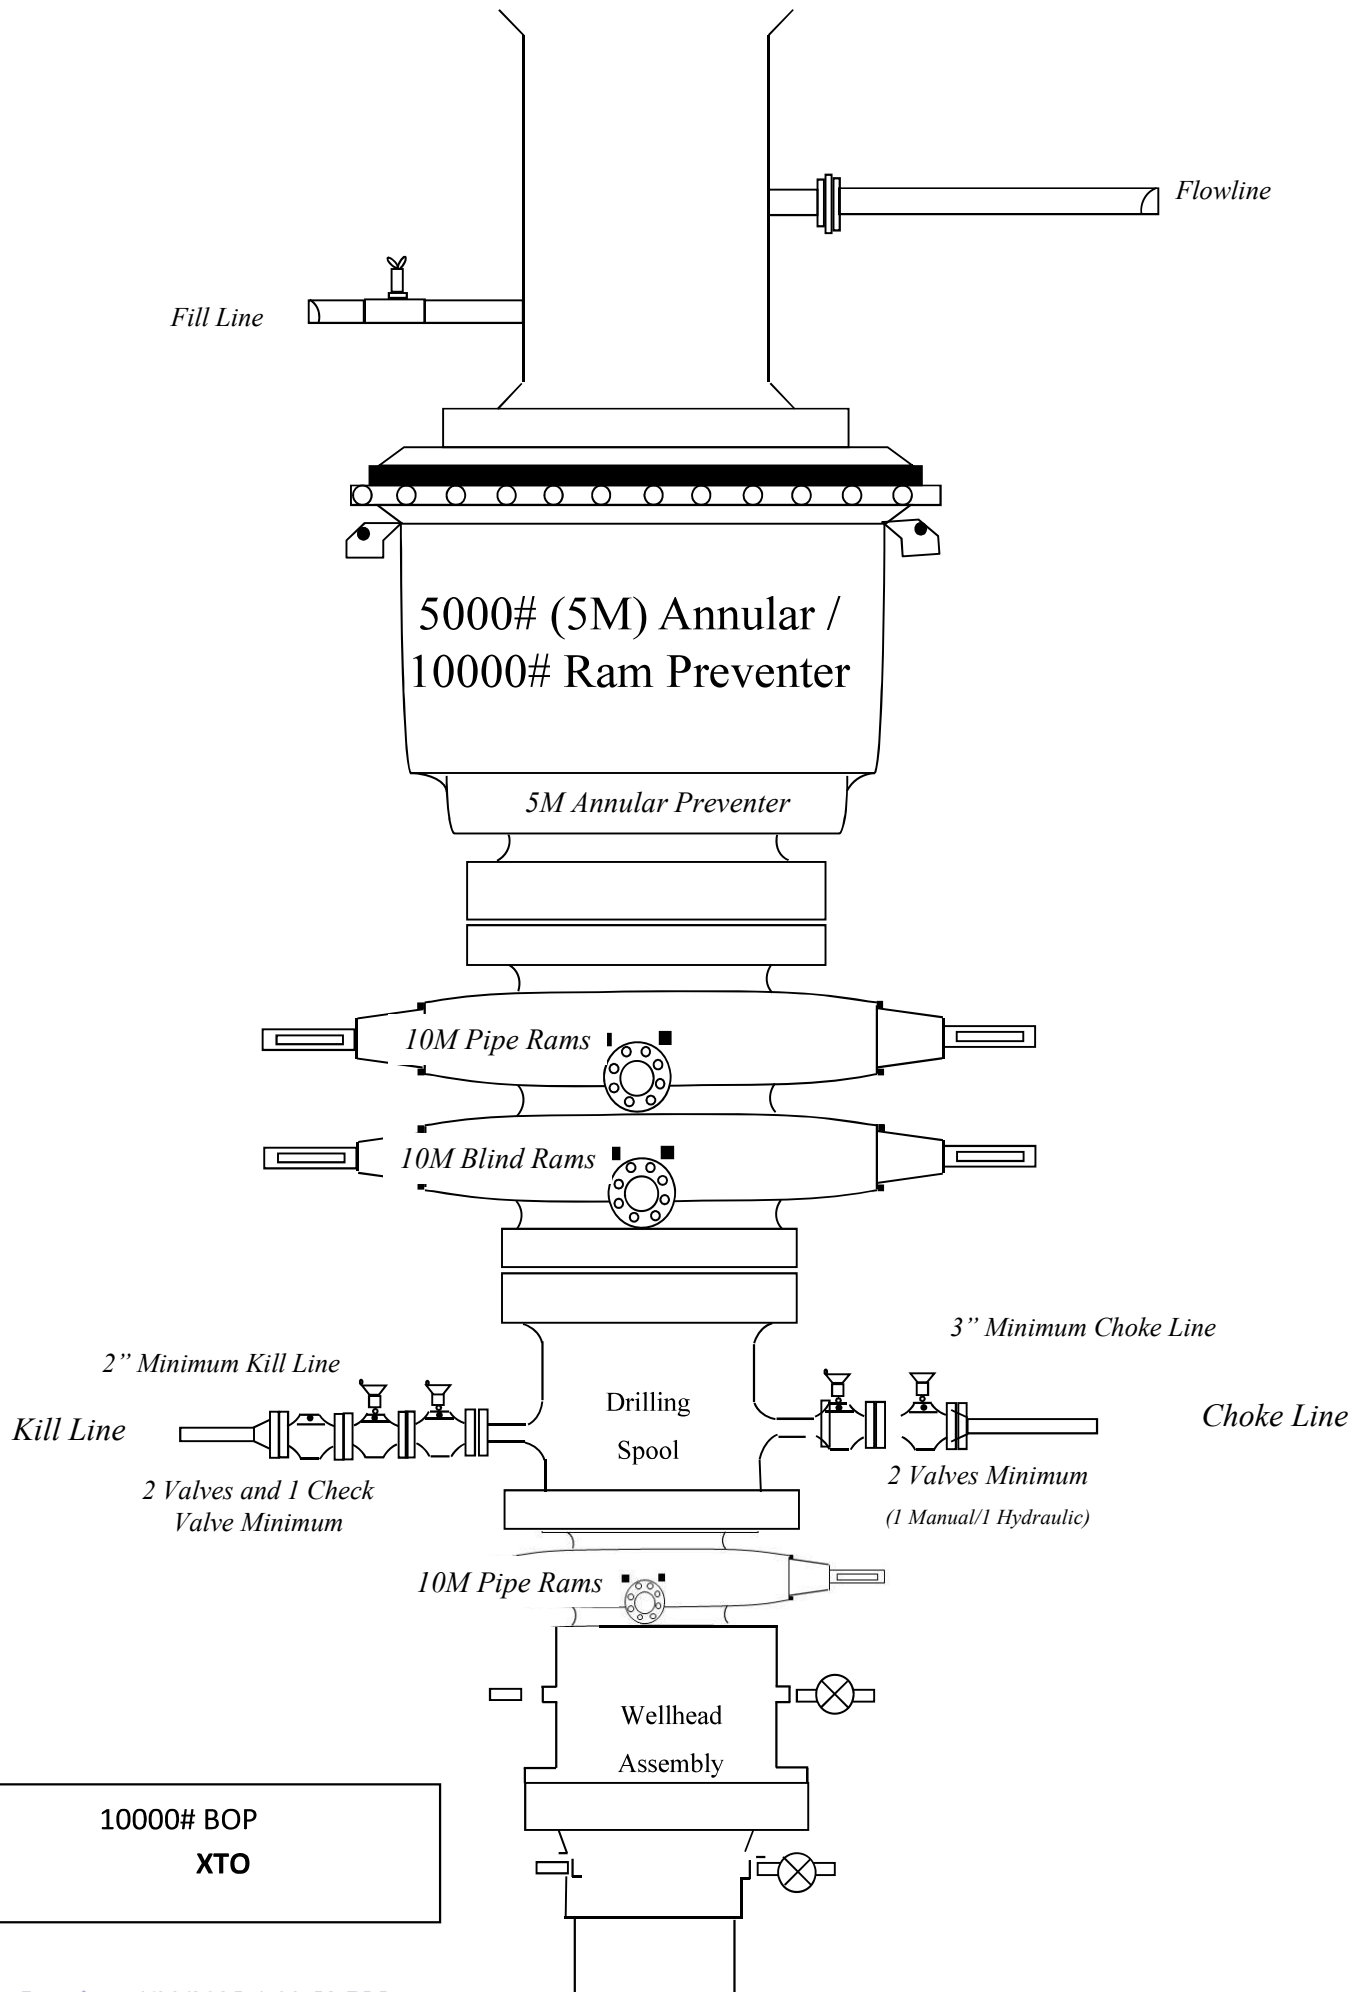 Flowline
Fill Line
5000# (5M) Annular /
10000# Ram Preventer
5M Annular Preventer
10M Pipe Rams
10M Blind Rams
3” Minimum Choke Line
2” Minimum Kill Line
Drilling
Spool
Kill Line
Choke Line
2 Valves and 1 Check
Valve Minimum
2 Valves Minimum
(1 Manual/1 Hydraulic)
10M Pipe Rams
Wellhead
Assembly
10000# BOP
XTO